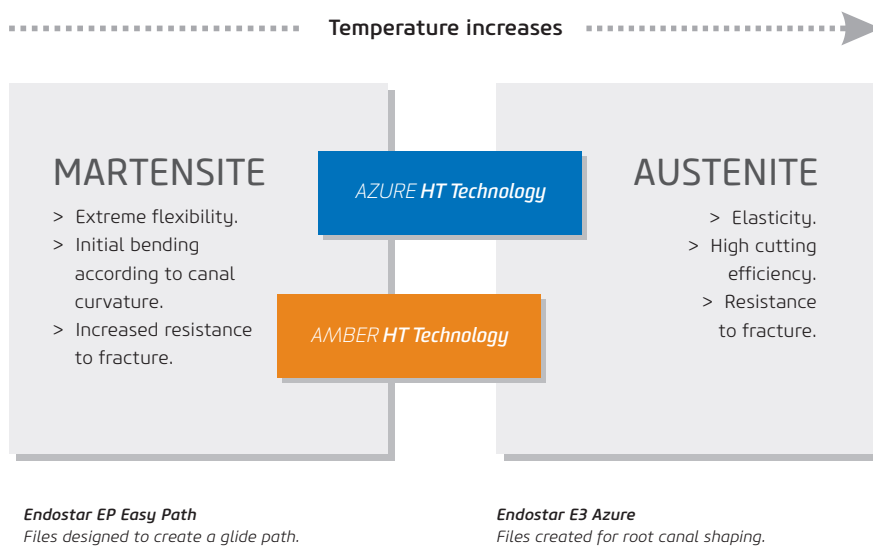 Temperature increases
MARTENSITE
> Extreme flexibility.
> Initial bending
according to canal
curvature.
> Increased resistance
to fracture.
AZURE HT Technology
AMBER HT Technology
AUSTENITE
> Elasticity.
> High cutting
efficiency.
> Resistance
to fracture.
Endostar EP Easy Path
Files designed to create a glide path.
Endostar E3 Azure
Files created for root canal shaping.